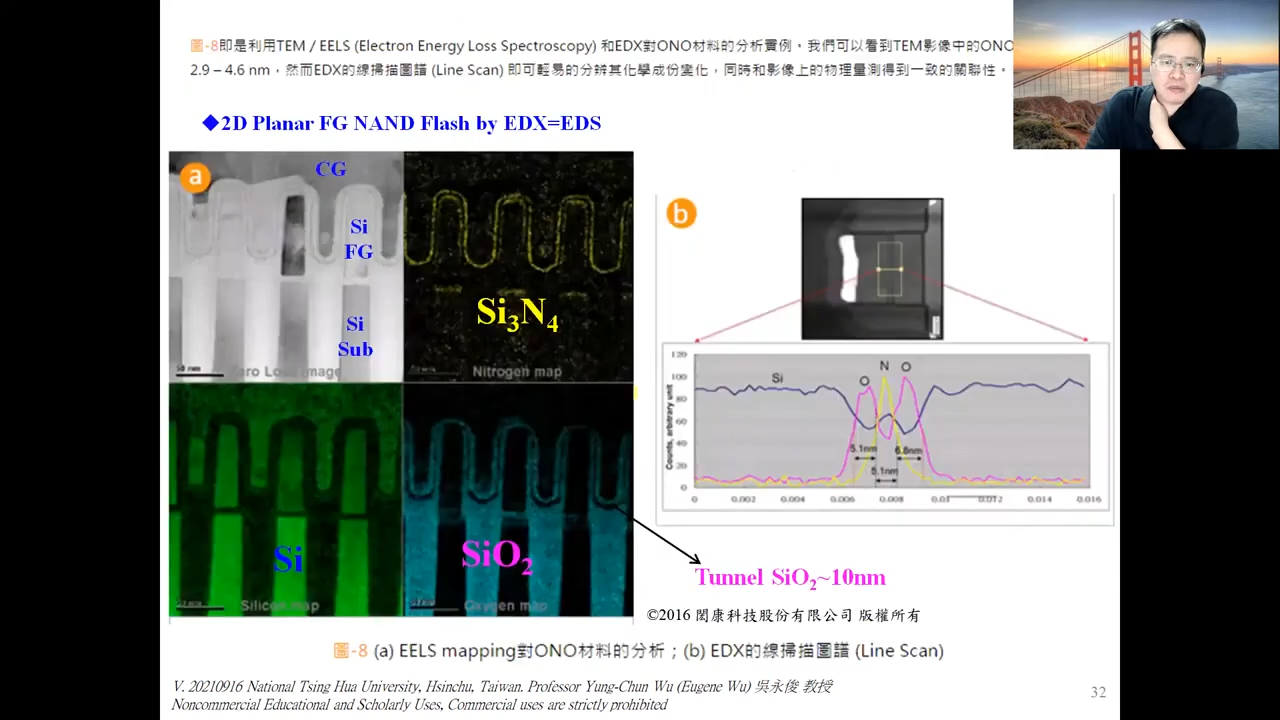 圖-8即是利用TEM / EELS (Electron Energy Loss Spectroscopy) 和EDX對ONO材料的分析實例。我們可以看到TEM影像中的ONO
2.9 – 4.6 nm，然而EDX的線掃描圖譜 (Line Scan) 即可輕易的分辨其化學成份變化，同時和影像上的物理量測得到一致的關聯性。
◆2D Planar FG NAND Flash by EDX=EDS
a
CG
Si
FG
Si
Sub
50 nm
Zero Loss Image
Si3N4
Nitrogen map
Si
Silicon map
SiO2
Oxygen map
b
Counts, arbitrary unit
120
100
80
60
40
20
0
Si
O
N
O
5.1nm
6.8nm
5.1nm
0 0.002 0.004 0.006 0.008 0.01 0.012 0.014 0.016
Tunnel SiO2~10nm
©2016 閎康科技股份有限公司 版權所有
圖-8 (a) EELS mapping對ONO材料的分析；(b) EDX的線掃描圖譜 (Line Scan)
V. 20210916 National Tsing Hua University, Hsinchu, Taiwan. Professor Yung-Chun Wu (Eugene Wu) 吳永俊 教授
Noncommercial Educational and Scholarly Uses, Commercial uses are strictly prohibited
32